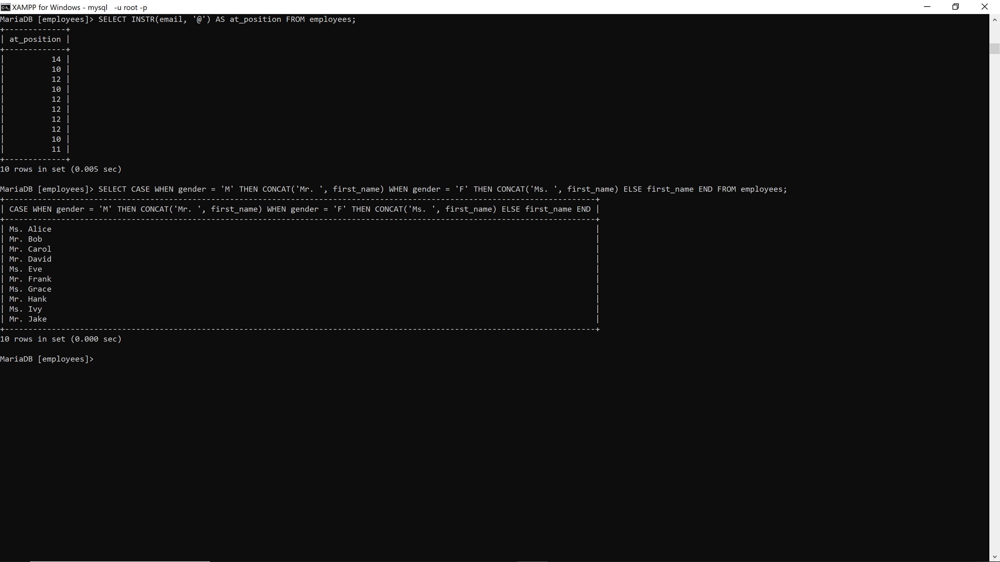 XAMPP for Windows - mysql  -u root -p
MariaDB [employees]> SELECT INSTR(email, '@') AS at_position FROM employees;
+-------------+
| at_position |
+-------------+
|          14 |
|          10 |
|          12 |
|          10 |
|          12 |
|          12 |
|          12 |
|          12 |
|          10 |
|          11 |
+-------------+
10 rows in set (0.005 sec)

MariaDB [employees]> SELECT CASE WHEN gender = 'M' THEN CONCAT('Mr. ', first_name) WHEN gender = 'F' THEN CONCAT('Ms. ', first_name) ELSE first_name END FROM employees;
+------------------------------------------------------------------------------------------------------------------------------+
| CASE WHEN gender = 'M' THEN CONCAT('Mr. ', first_name) WHEN gender = 'F' THEN CONCAT('Ms. ', first_name) ELSE first_name END |
+------------------------------------------------------------------------------------------------------------------------------+
| Ms. Alice                                                                                                                    |
| Mr. Bob                                                                                                                      |
| Mr. Carol                                                                                                                    |
| Mr. David                                                                                                                    |
| Ms. Eve                                                                                                                      |
| Mr. Frank                                                                                                                    |
| Ms. Grace                                                                                                                    |
| Mr. Hank                                                                                                                     |
| Ms. Ivy                                                                                                                      |
| Mr. Jake                                                                                                                     |
+------------------------------------------------------------------------------------------------------------------------------+
10 rows in set (0.000 sec)

MariaDB [employees]>